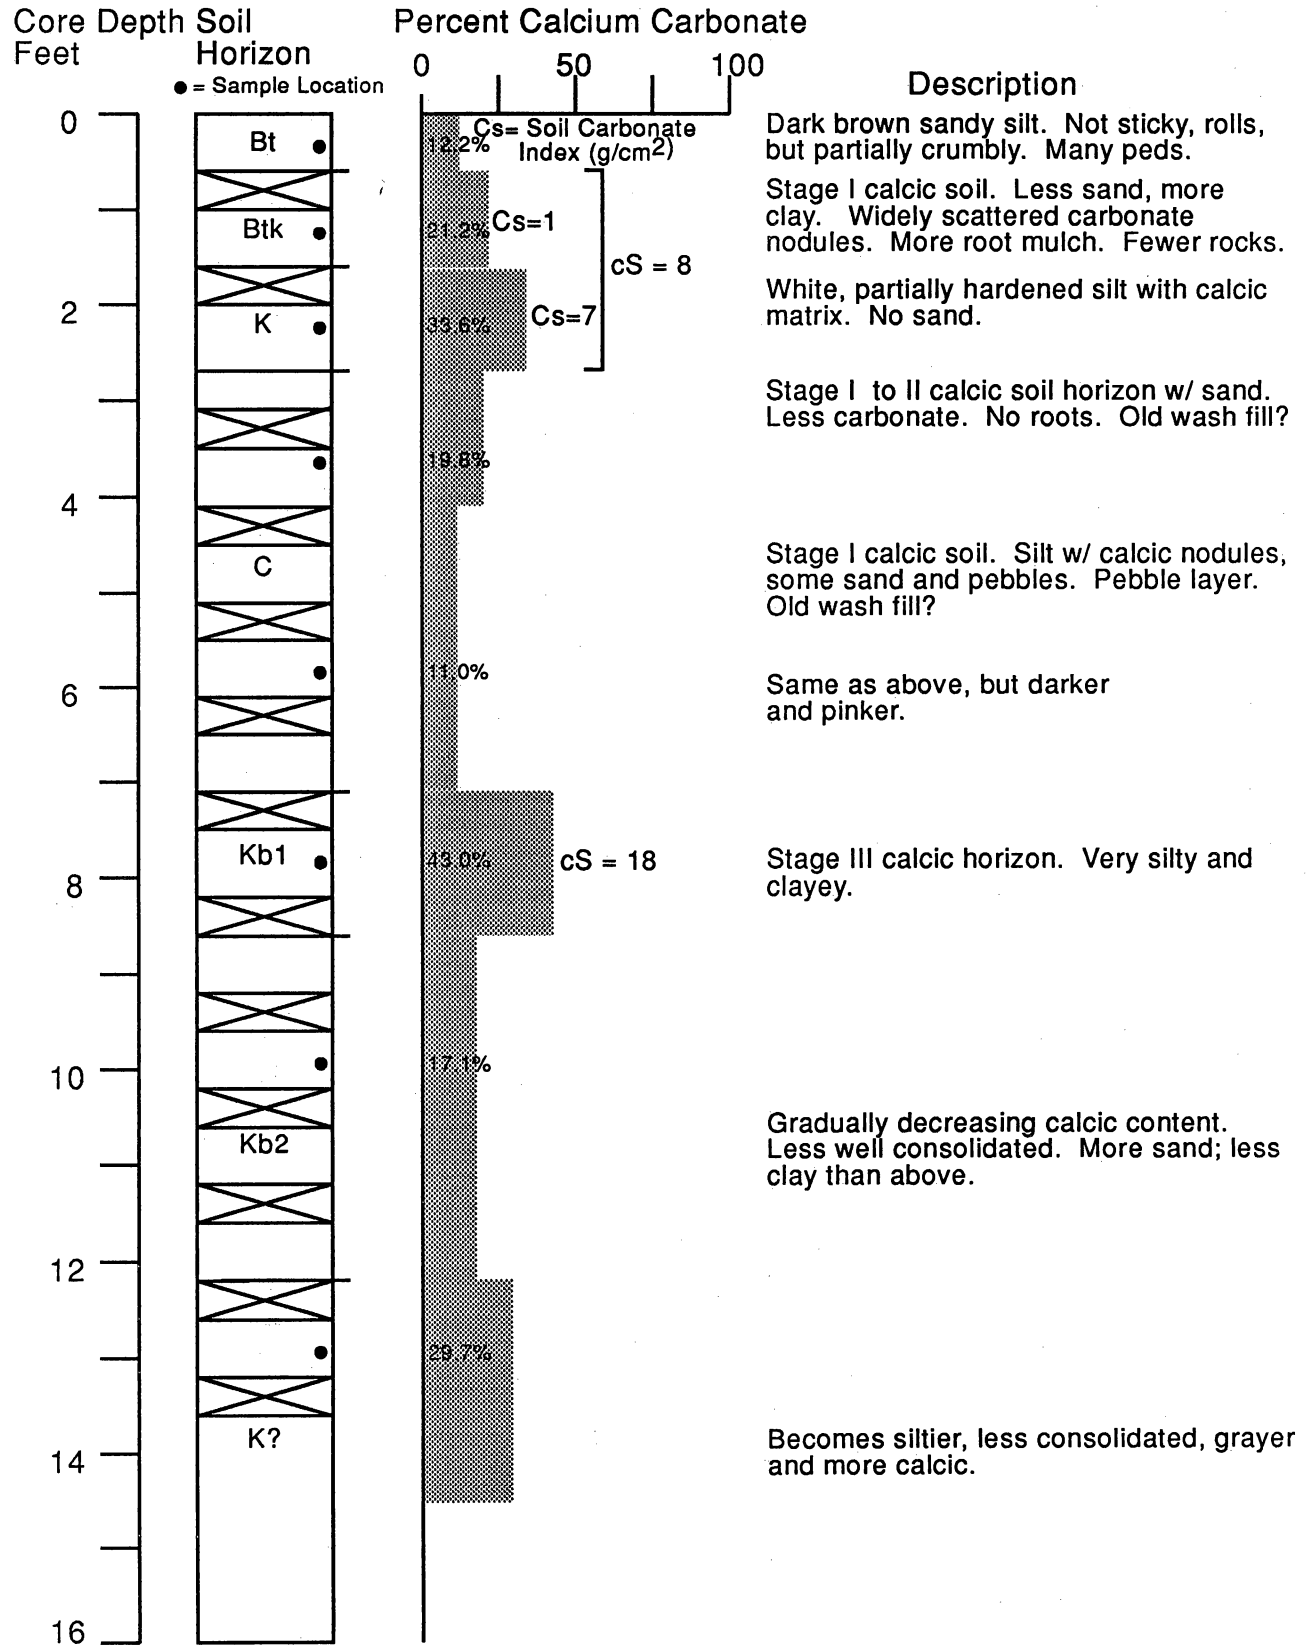 Core Depth Soil
Feet
Horizon
● = Sample Location
Percent Calcium Carbonate
0 50 100
Description
Cs= Soil Carbonate
Index (g/cm2)
0
Bt
12.2%
Dark brown sandy silt. Not sticky, rolls,
but partially crumbly. Many peds.
Btk
21.2%
Cs=1
cS = 8
Stage I calcic soil. Less sand, more
clay. Widely scattered carbonate
nodules. More root mulch. Fewer rocks.
2
K
33.6%
Cs=7
White, partially hardened silt with calcic
matrix. No sand.
19.8%
Stage I to II calcic soil horizon w/ sand.
Less carbonate. No roots. Old wash fill?
4
C
Stage I calcic soil. Silt w/ calcic nodules,
some sand and pebbles. Pebble layer.
Old wash fill?
6
11.0%
Same as above, but darker
and pinker.
Kb1
43.0%
cS = 18
Stage III calcic horizon. Very silty and
clayey.
8
10
17.1%
Kb2
Gradually decreasing calcic content.
Less well consolidated. More sand; less
clay than above.
12
29.7%
K?
14
Becomes siltier, less consolidated, grayer
and more calcic.
16